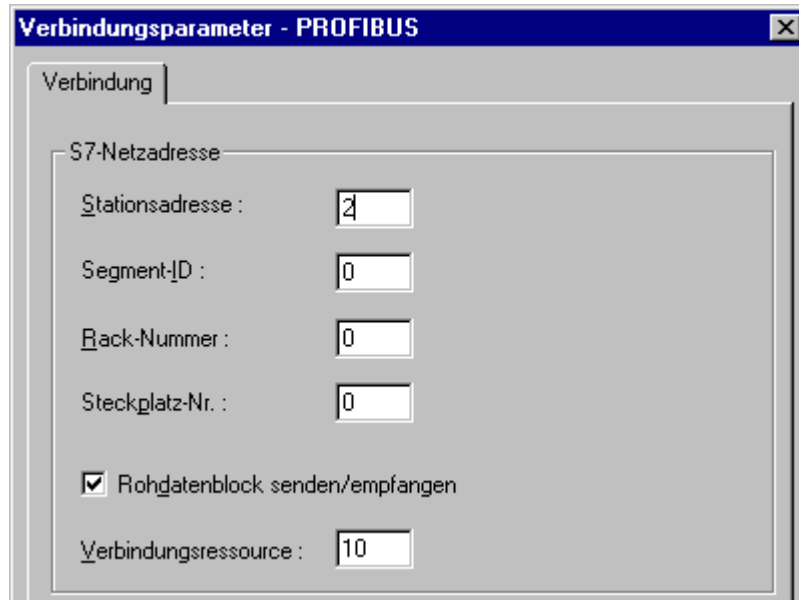 Verbindungsparameter - PROFIBUS
Verbindung
S7-Netzadresse
Stationsadresse : 2
Segment-ID : 0
Rack-Nummer : 0
Steckplatz-Nr. : 0
Rohdatenblock senden/empfangen
Verbindungsressource : 10